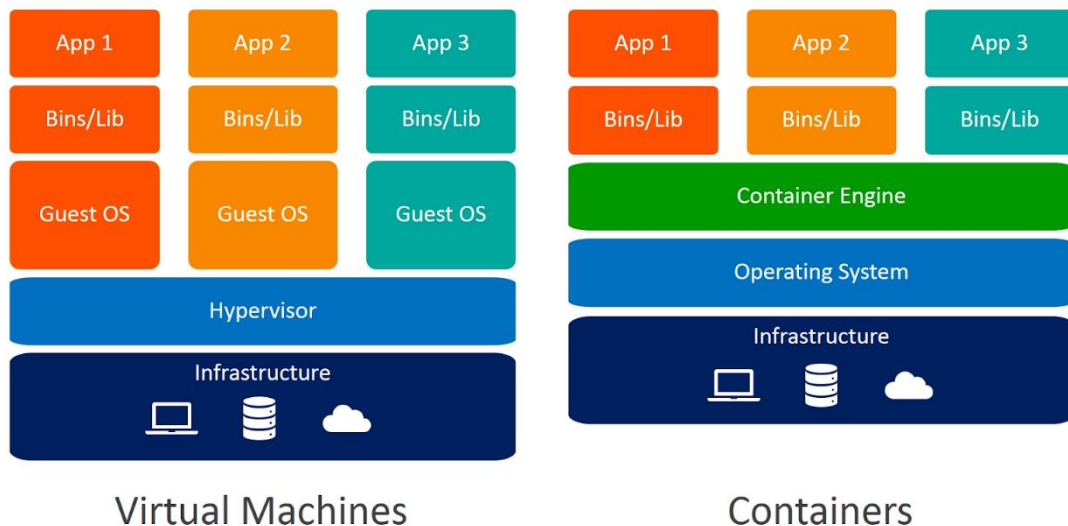 App 1
App 2
App 3
Bins/Lib
Bins/Lib
Bins/Lib
Guest OS
Guest OS
Guest OS
Hypervisor
Infrastructure
Virtual Machines
App 1
App 2
App 3
Bins/Lib
Bins/Lib
Bins/Lib
Container Engine
Operating System
Infrastructure
Containers